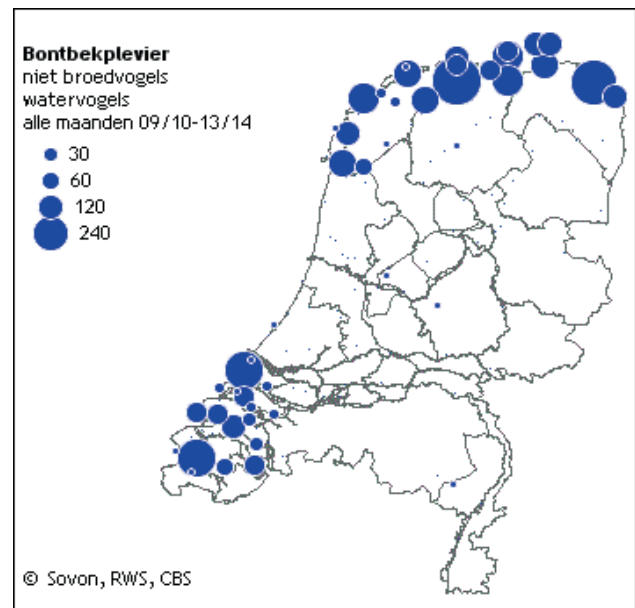 Bontbekplevier
niet broedvogels
watervogels
alle maanden 09/10-13/14
30
60
120
240
© Sovon, RWS, CBS